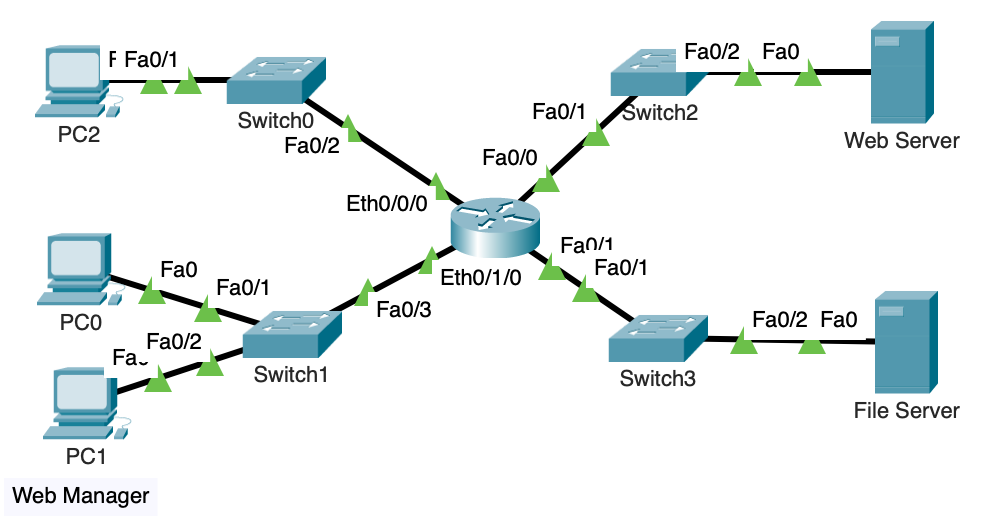 Fa0/1
PC2
Switch0
Fa0/2
Eth0/0/0
Fa0/2
Fa0
Switch2
Fa0/1
Web Server
Fa0/0
PC0
Fa0
Fa0/1
Fa0/2
PC1
Switch1
Fa0/3
Eth0/1/0
Fa0/1
Fa0/1
Switch3
Fa0/2
Fa0
File Server
Web Manager